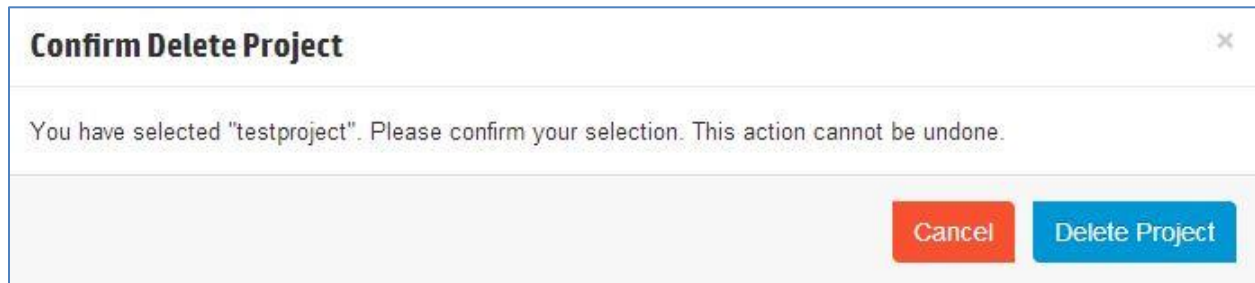 Confirm Delete Project
×
You have selected "testproject". Please confirm your selection. This action cannot be undone.
Cancel
Delete Project